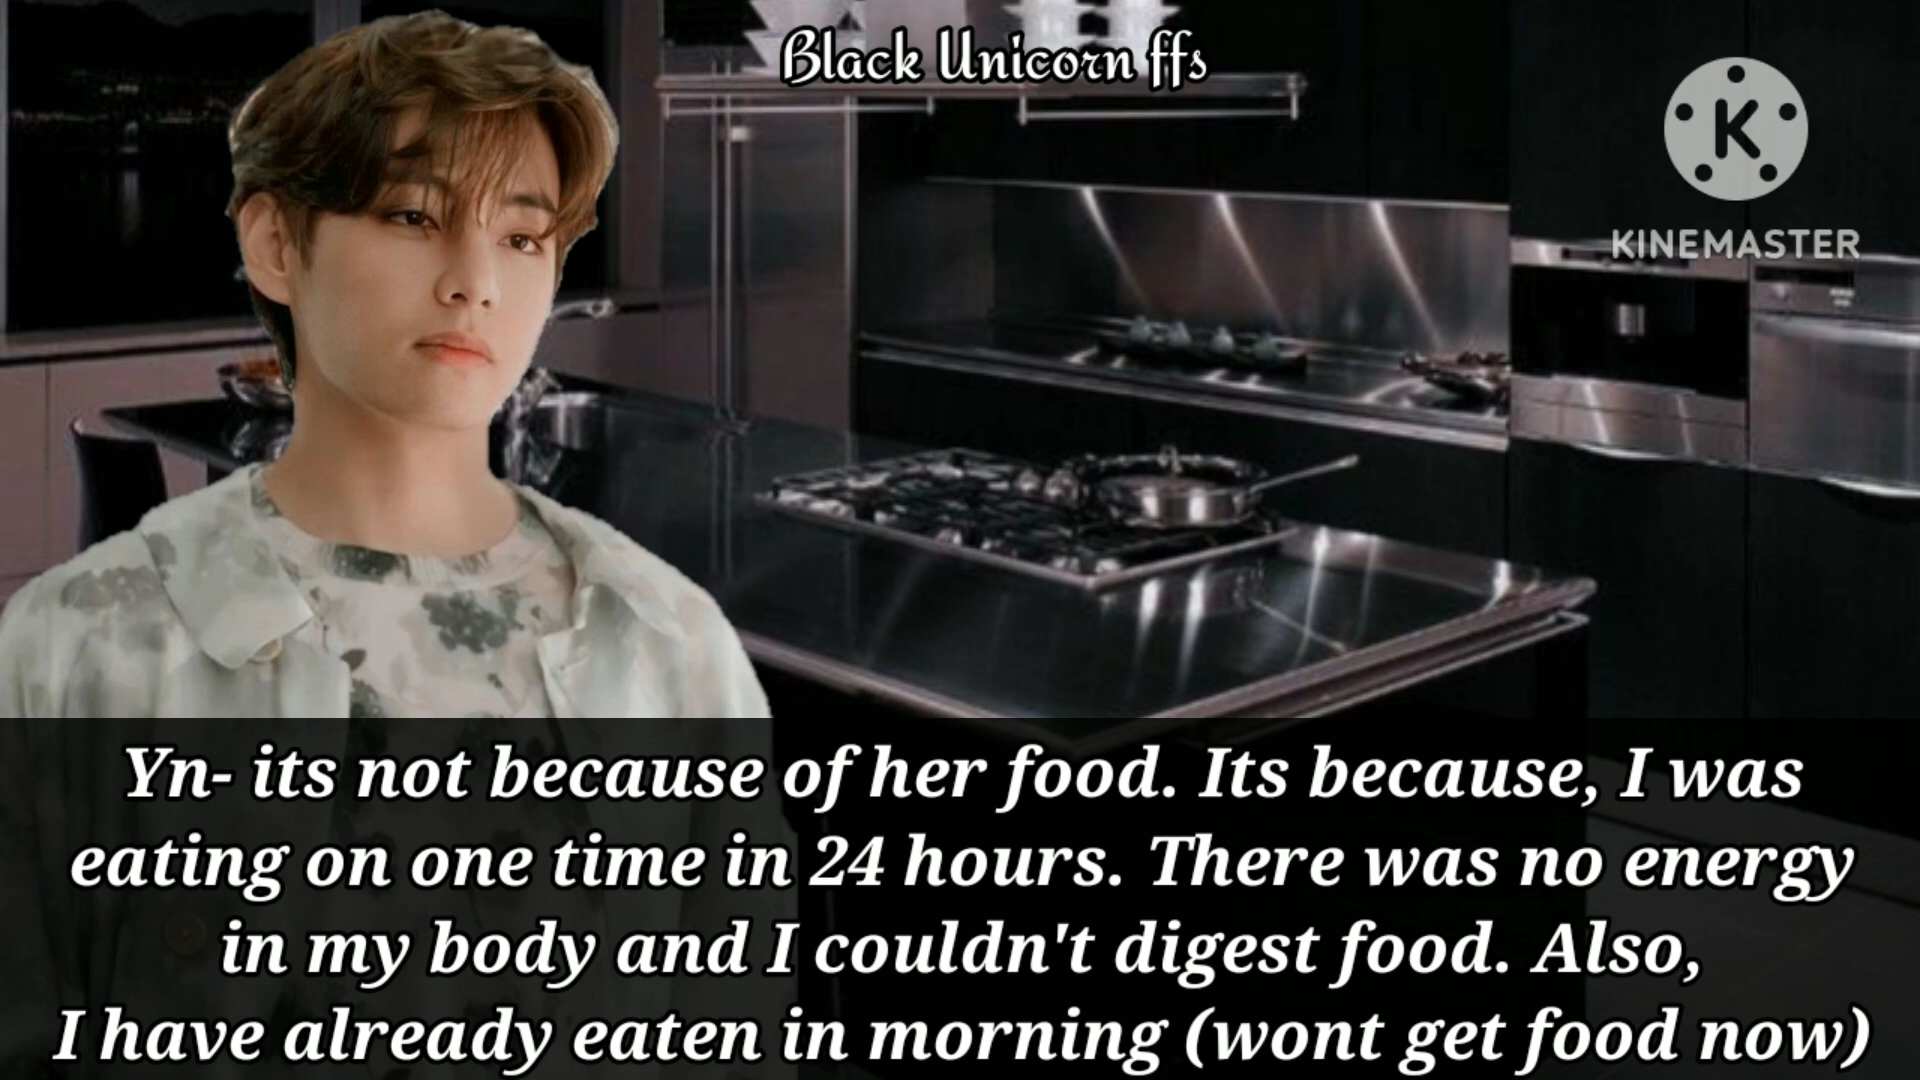 Black Unicorn ffs
KINEMASTER
Yn- its not because of her food. Its because, I was
eating on one time in 24 hours. There was no energy
in my body and I couldn't digest food. Also,
I have already eaten in morning (wont get food now)